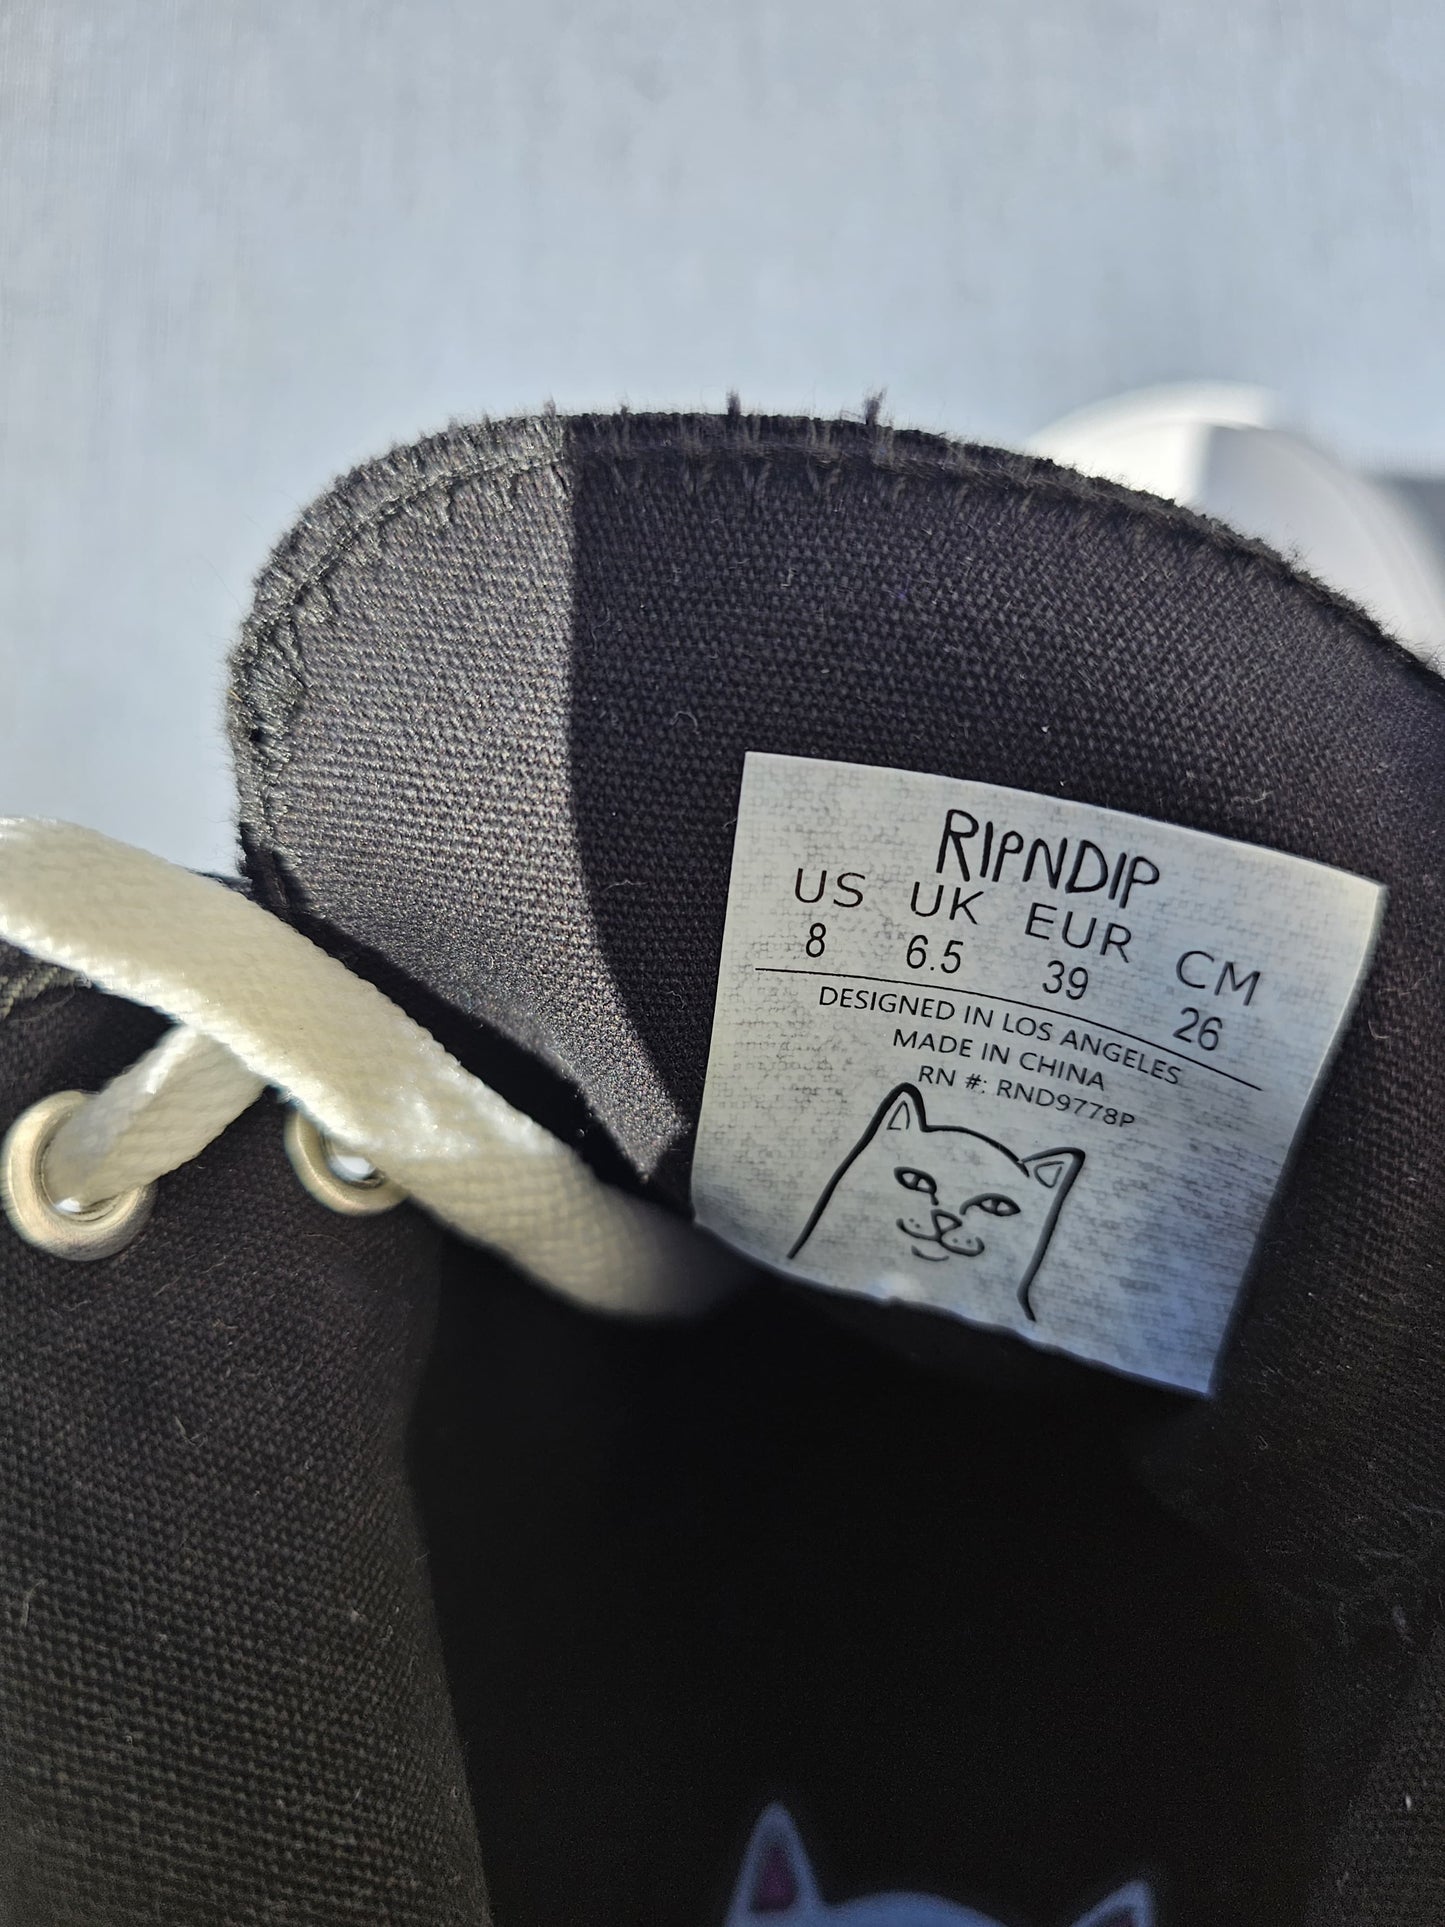 RIPNDIP
US UK EUR CM
8 6.5 39 26
DESIGNED IN LOS ANGELES
MADE IN CHINA
RN #: RND9778P